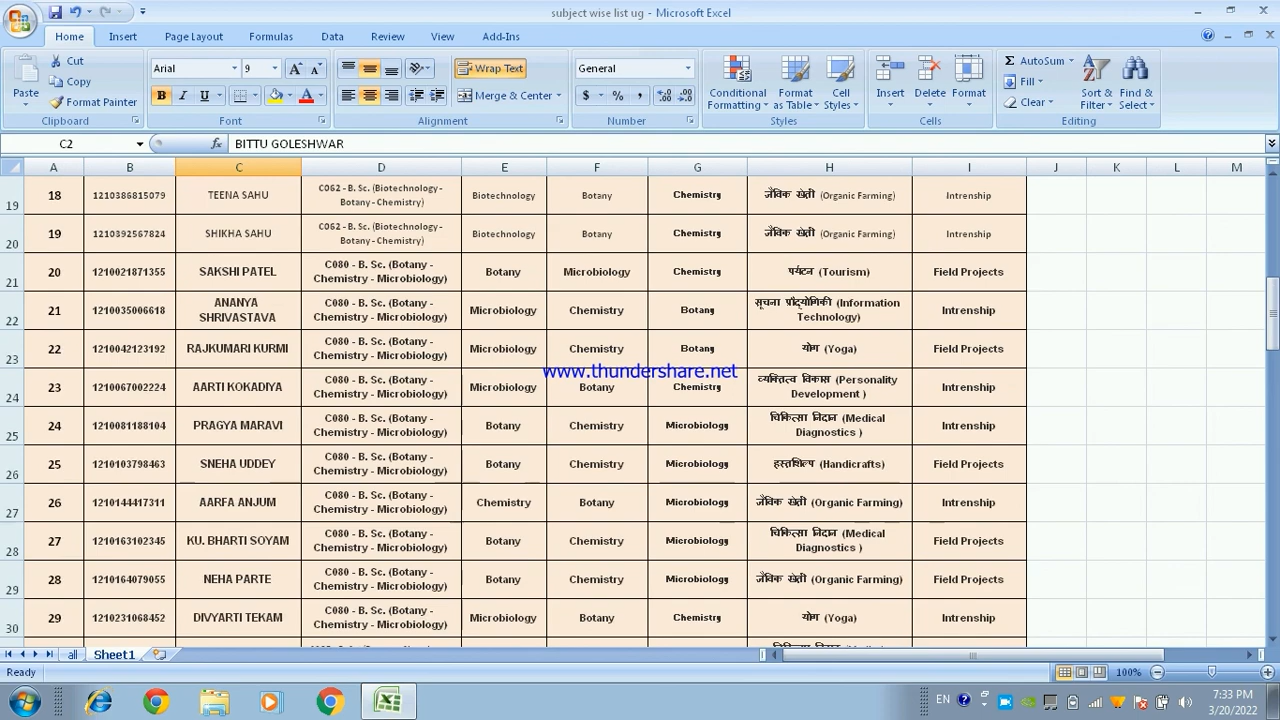 subject wise list ug - Microsoft Excel
Home Insert Page Layout Formulas Data Review View Add-Ins
Cut
Copy
Format Painter
Paste
Clipboard
Arial 9
B I U
Font
Wrap Text
Merge & Center
Alignment
General
$ % ,
Number
Conditional Formatting
Format as Table
Cell Styles
Styles
Insert Delete Format
Cells
AutoSum
Fill
Clear
Sort & Filter
Find & Select
Editing
C2 fx BITTU GOLESHWAR
A B C D E F G H I J K L M
19 18 1210386815079 TEENA SAHU C062 - B. Sc. (Biotechnology - Botany - Chemistry) Biotechnology Botany Chemistry जैविक खेती (Organic Farming) Intrenship
20 19 1210392567824 SHIKHA SAHU C062 - B. Sc. (Biotechnology - Botany - Chemistry) Biotechnology Botany Chemistry जैविक खेती (Organic Farming) Intrenship
21 20 1210021871355 SAKSHI PATEL C080 - B. Sc. (Botany - Chemistry - Microbiology) Botany Microbiology Chemistry पर्यटन (Tourism) Field Projects
22 21 1210035006618 ANANYA SHRIVASTAVA C080 - B. Sc. (Botany - Chemistry - Microbiology) Microbiology Chemistry Botany सूचना प्रौद्योगिकी (Information Technology) Intrenship
23 22 1210042123192 RAJKUMARI KURMI C080 - B. Sc. (Botany - Chemistry - Microbiology) Microbiology Chemistry Botany योग (Yoga) Field Projects
www.thundershare.net
24 23 1210067002224 AARTI KOKADIYA C080 - B. Sc. (Botany - Chemistry - Microbiology) Microbiology Botany Chemistry व्यक्तित्व विकास (Personality Development ) Intrenship
25 24 1210081188104 PRAGYA MARAVI C080 - B. Sc. (Botany - Chemistry - Microbiology) Botany Chemistry Microbiology चिकित्सा निदान (Medical Diagnostics ) Intrenship
26 25 1210103798463 SNEHA UDDEY C080 - B. Sc. (Botany - Chemistry - Microbiology) Botany Chemistry Microbiology हस्तशिल्प (Handicrafts) Field Projects
27 26 1210144417311 AARFA ANJUM C080 - B. Sc. (Botany - Chemistry - Microbiology) Chemistry Botany Microbiology जैविक खेती (Organic Farming) Intrenship
28 27 1210163102345 KU. BHARTI SOYAM C080 - B. Sc. (Botany - Chemistry - Microbiology) Botany Chemistry Microbiology चिकित्सा निदान (Medical Diagnostics ) Field Projects
29 28 1210164079055 NEHA PARTE C080 - B. Sc. (Botany - Chemistry - Microbiology) Botany Chemistry Microbiology जैविक खेती (Organic Farming) Field Projects
30 29 1210231068452 DIVYARTI TEKAM C080 - B. Sc. (Botany - Chemistry - Microbiology) Microbiology Botany Chemistry योग (Yoga) Intrenship
all Sheet1
Ready 100%
EN 7:33 PM
3/20/2022